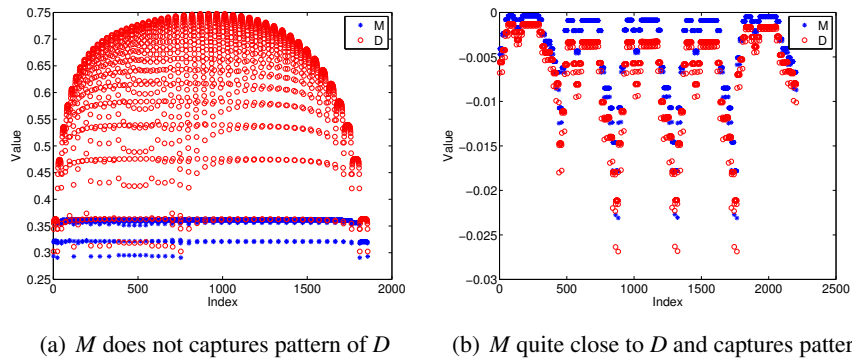 0.75
0.7
0.65
0.6
0.55
0.5
0.45
0.4
0.35
0.3
0.25
Value
0
500
1000
1500
2000
Index
M
D
0
−0.005
−0.01
−0.015
−0.02
−0.025
−0.03
Value
0
500
1000
1500
2000
2500
Index
M
D
(a) M does not captures pattern of D
(b) M quite close to D and captures patter